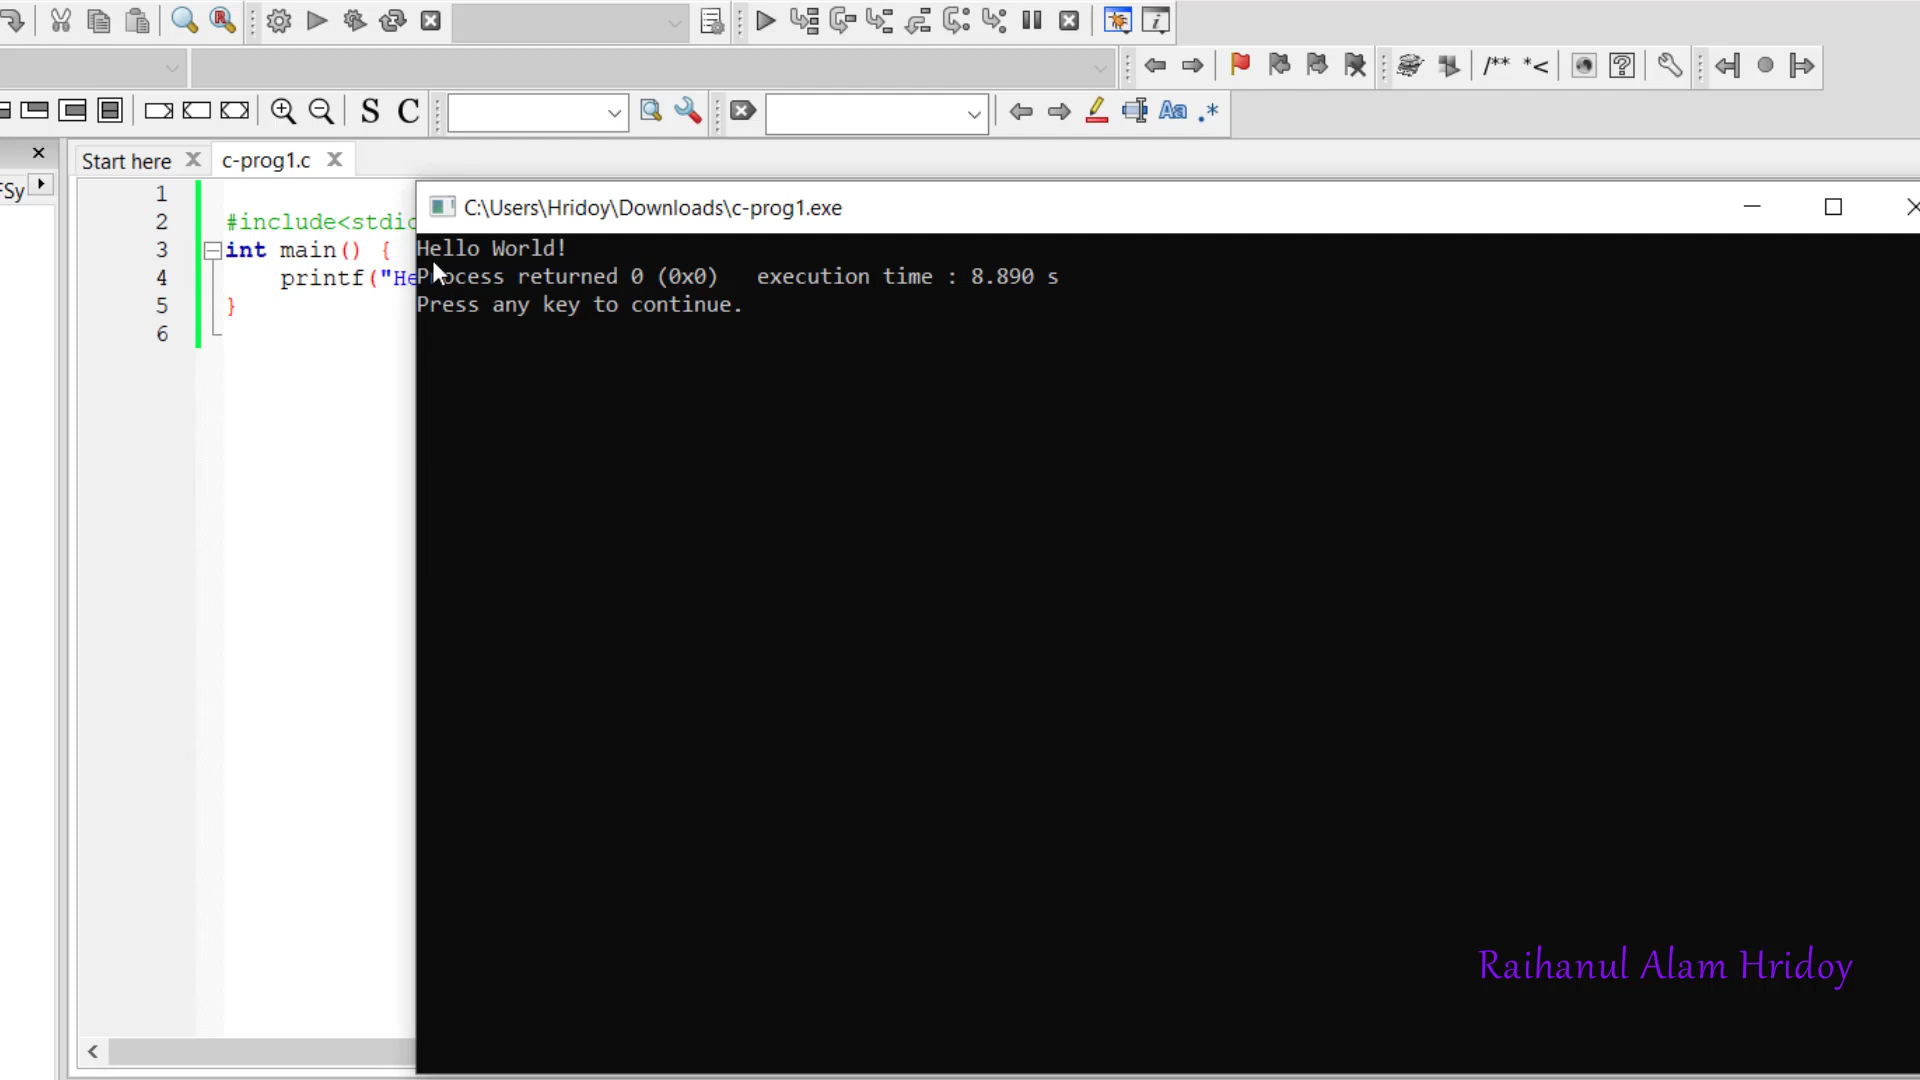 S C
/** *<
Aa .*
Start here
c-prog1.c
FSy
C:\Users\Hridoy\Downloads\c-prog1.exe
1
2 #include<stdio
3 int main() {
4 printf("He
5 }
6
Hello World!
Process returned 0 (0x0)   execution time : 8.890 s
Press any key to continue.
Raihanul Alam Hridoy